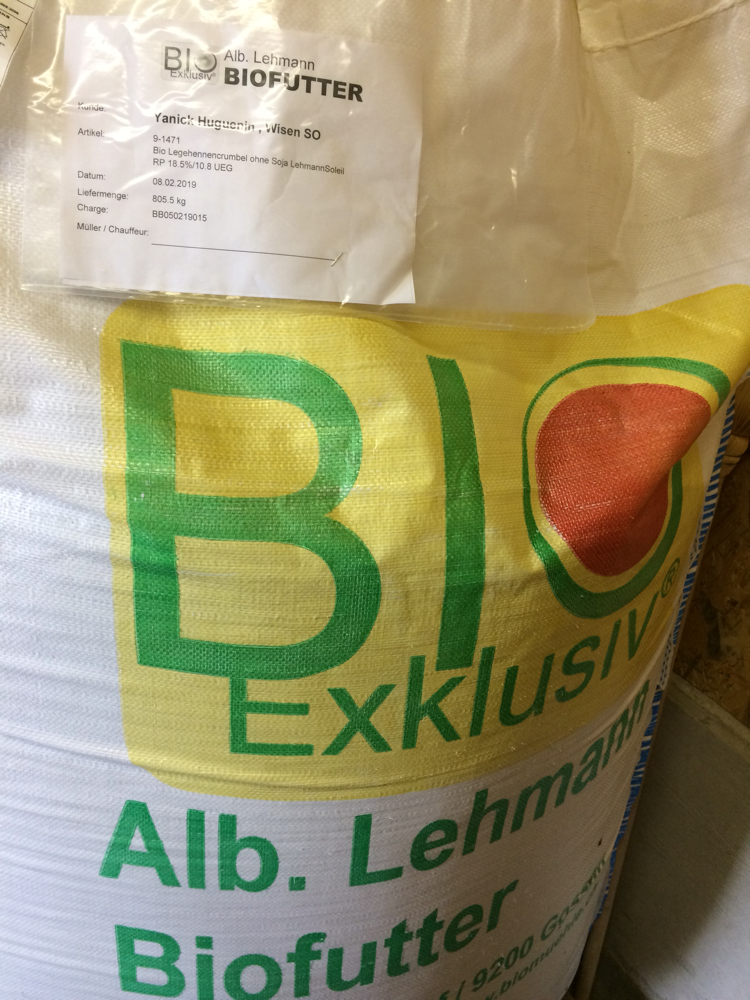 BIO
Exklusiv®
Alb. Lehmann
BIOFUTTER
Kunde: Yanick Huguenin , Wisen SO
Artikel: 9-1471
Bio Legehennencrumbel ohne Soja LehmannSoleil
RP 18.5%/10.8 UEG
Datum: 08.02.2019
Liefermenge: 805.5 kg
Charge: BB050219015
Müller / Chauffeur:
BIO
Exklusiv®
Alb. Lehmann
Biofutter
/ 9200